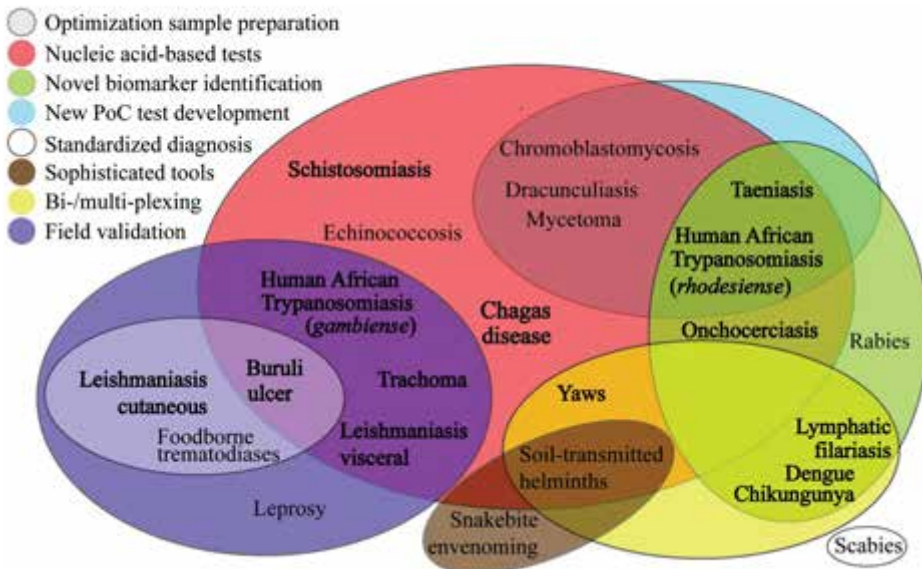 Optimization sample preparation
Nucleic acid-based tests
Novel biomarker identification
New PoC test development
Standardized diagnosis
Sophisticated tools
Bi-/multi-plexing
Field validation
Chromoblastomycosis
Schistosomiasis
Dracunculiasis
Mycetoma
Taeniasis
Echinococcosis
Human African
Trypanosomiasis
(rhodesiense)
Human African
Trypanosomiasis
(gambiense)
Chagas
disease
Onchocerciasis
Rabies
Leishmaniasis
cutaneous
Buruli
ulcer
Trachoma
Yaws
Foodborne
trematodiases
Leishmaniasis
visceral
Soil-transmitted
helminths
Lymphatic
filariasis
Dengue
Chikungunya
Leprosy
Snakebite
envenoming
Scabies